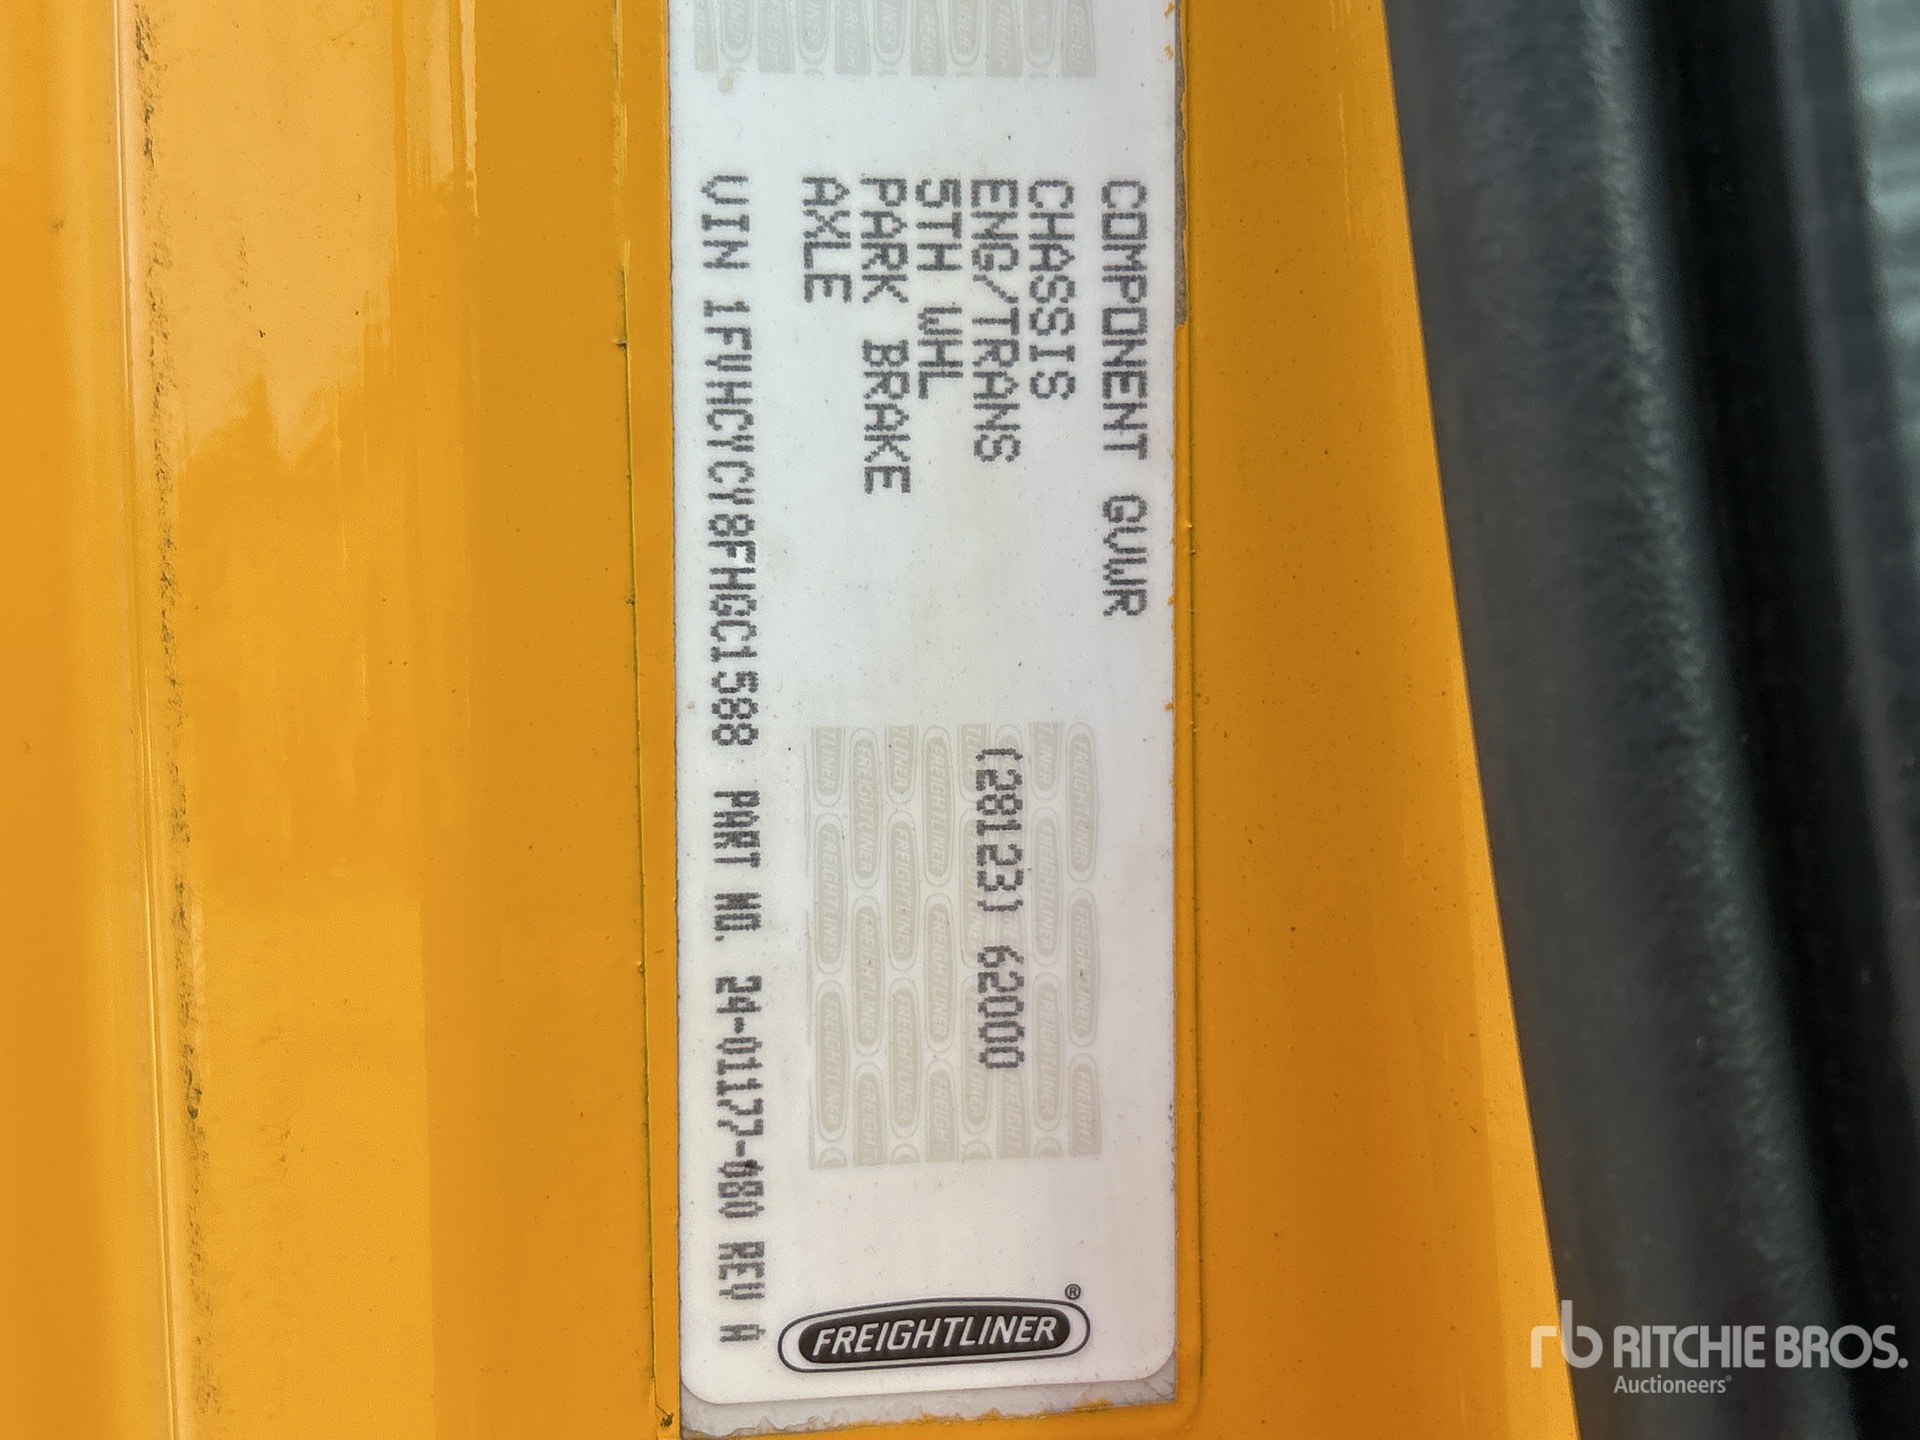 COMPONENT GVWR
CHASSIS
ENG/TRANS (28123) 62000
5TH WHL
PARK BRAKE
AXLE
VIN 1FVHCYCY8FHGC1588 PART NO. 24-01177-080 REV A
FREIGHTLINER®
rb RITCHIE BROS.
Auctioneers®